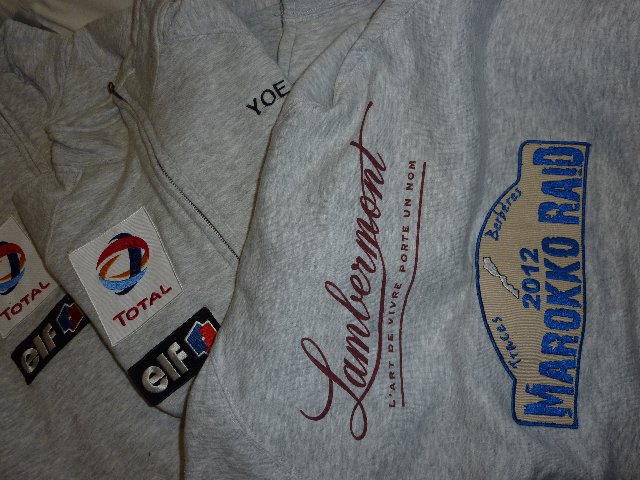 TOTAL
elf
TOTAL
elf
YOE
Lambermont
L'ART DE VIVRE PORTE UN NOM
Traces Berbères
2012
MAROKKO RAID